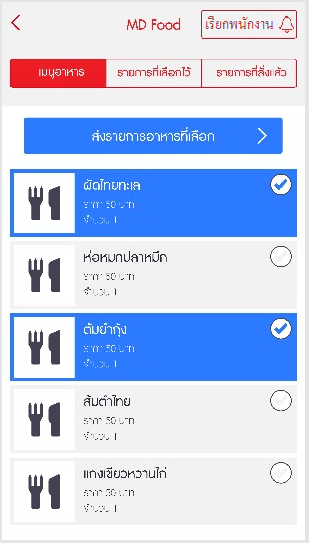 MD Food
เรียกพนักงาน
เมนูอาหาร
รายการที่เลือกไว้
รายการที่สั่งแล้ว
ส่งรายการอาหารที่เลือก
ผัดไทยทะเล
ราคา 50 บาท
จำนวน 1
ห่อหมกปลาหมึก
ราคา 50 บาท
จำนวน 1
ต้มยำกุ้ง
ราคา 50 บาท
จำนวน 1
ส้มตำไทย
ราคา 50 บาท
จำนวน 1
แกงเขียวหวานไก่
ราคา 50 บาท
จำนวน 1